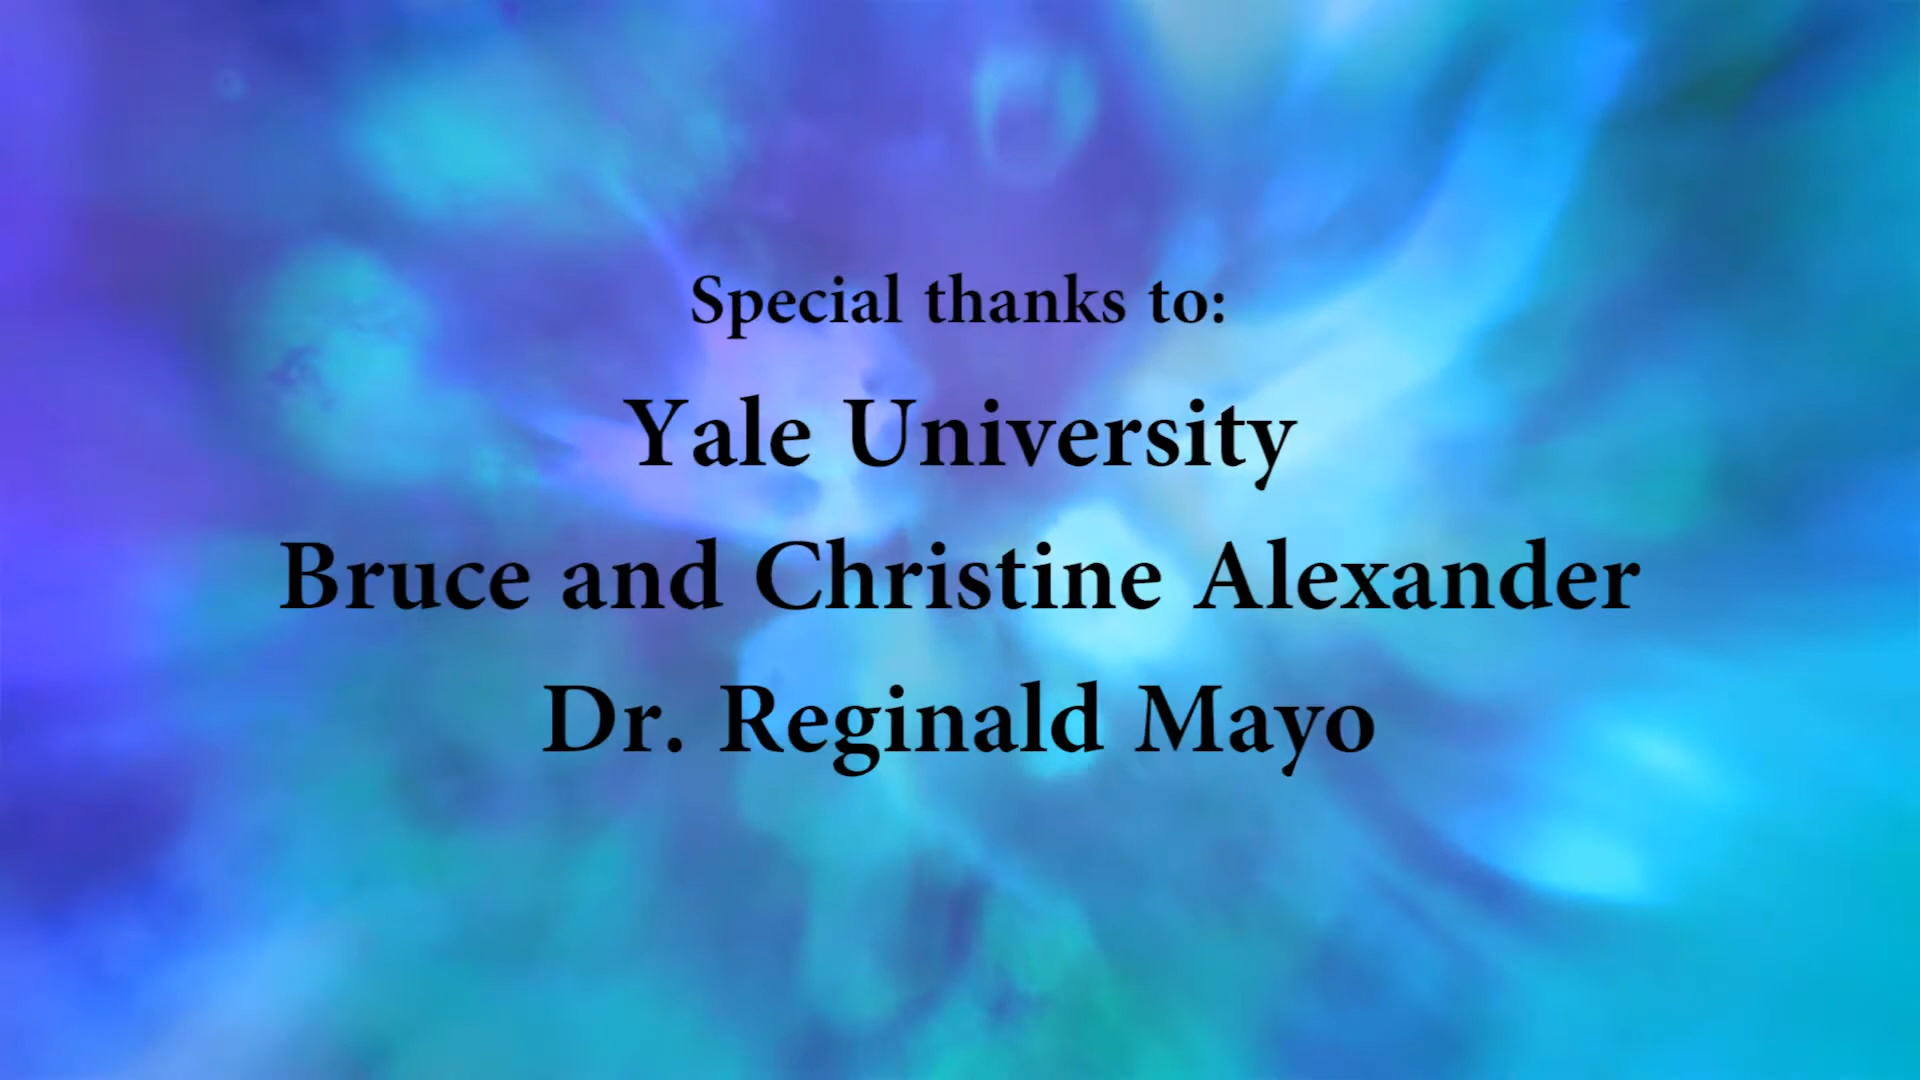 Special thanks to:
Yale University
Bruce and Christine Alexander
Dr. Reginald Mayo